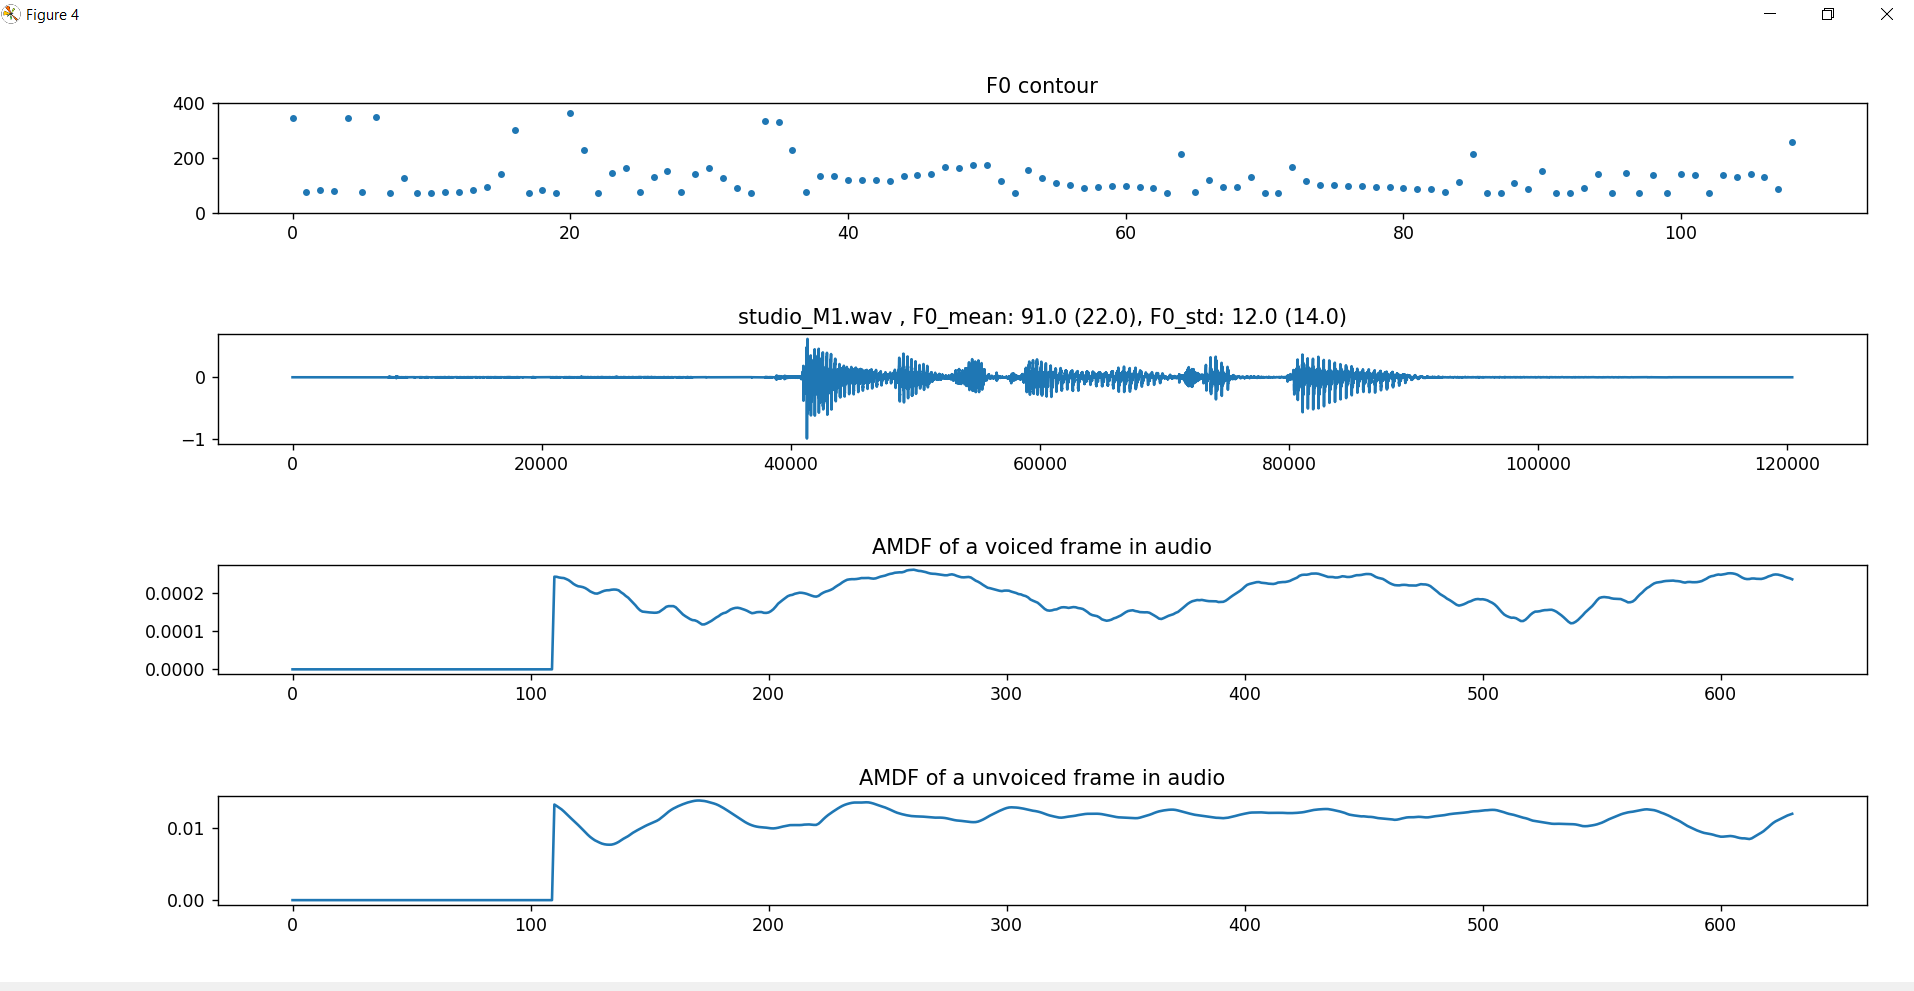 Figure 4
F0 contour
400
200
0
0 20 40 60 80 100
studio_M1.wav , F0_mean: 91.0 (22.0), F0_std: 12.0 (14.0)
0
−1
0 20000 40000 60000 80000 100000 120000
AMDF of a voiced frame in audio
0.0002
0.0001
0.0000
0 100 200 300 400 500 600
AMDF of a unvoiced frame in audio
0.01
0.00
0 100 200 300 400 500 600